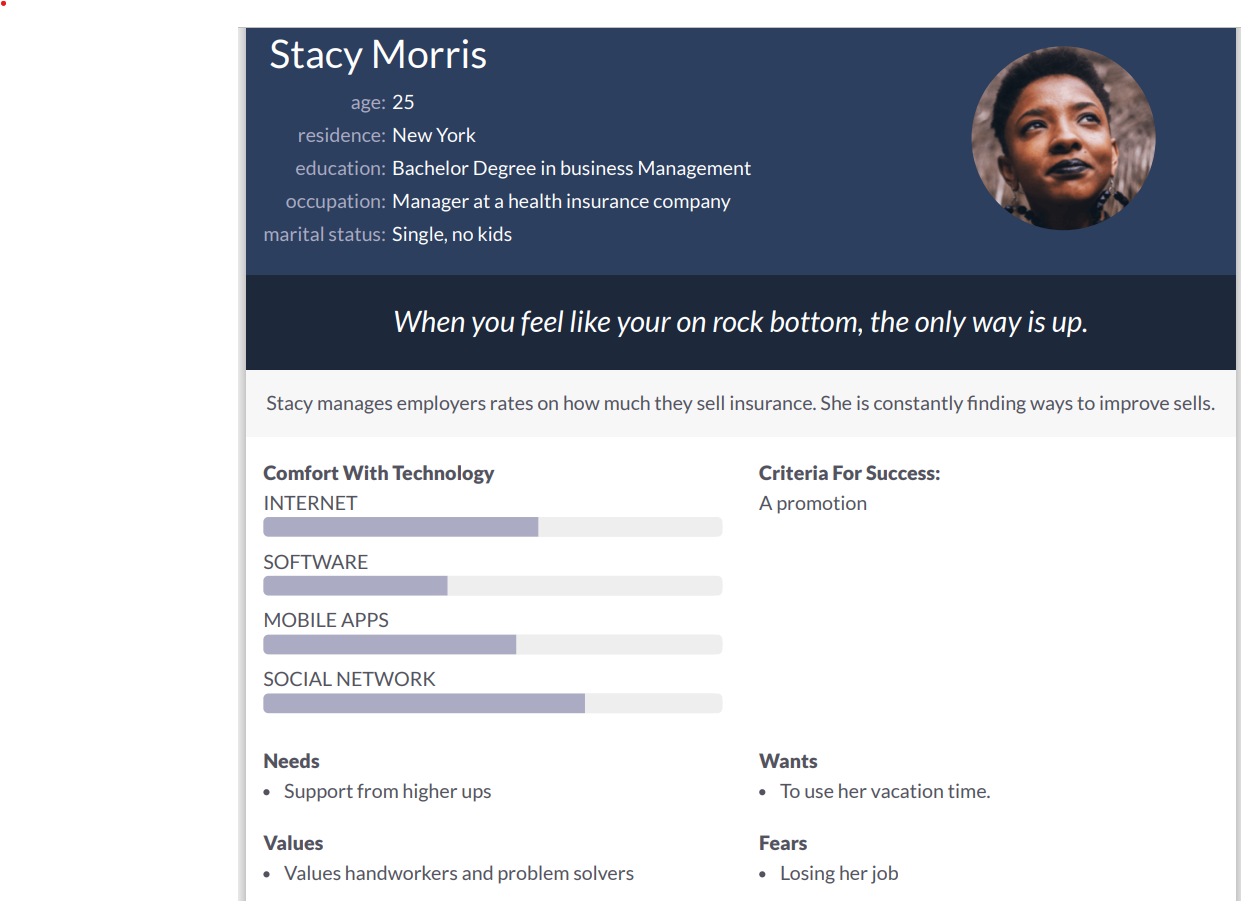 Stacy Morris
age: 25
residence: New York
education: Bachelor Degree in business Management
occupation: Manager at a health insurance company
marital status: Single, no kids
When you feel like your on rock bottom, the only way is up.
Stacy manages employers rates on how much they sell insurance. She is constantly finding ways to improve sells.
Comfort With Technology
INTERNET
SOFTWARE
MOBILE APPS
SOCIAL NETWORK
Criteria For Success:
A promotion
Needs
• Support from higher ups
Wants
• To use her vacation time.
Values
• Values handworkers and problem solvers
Fears
• Losing her job